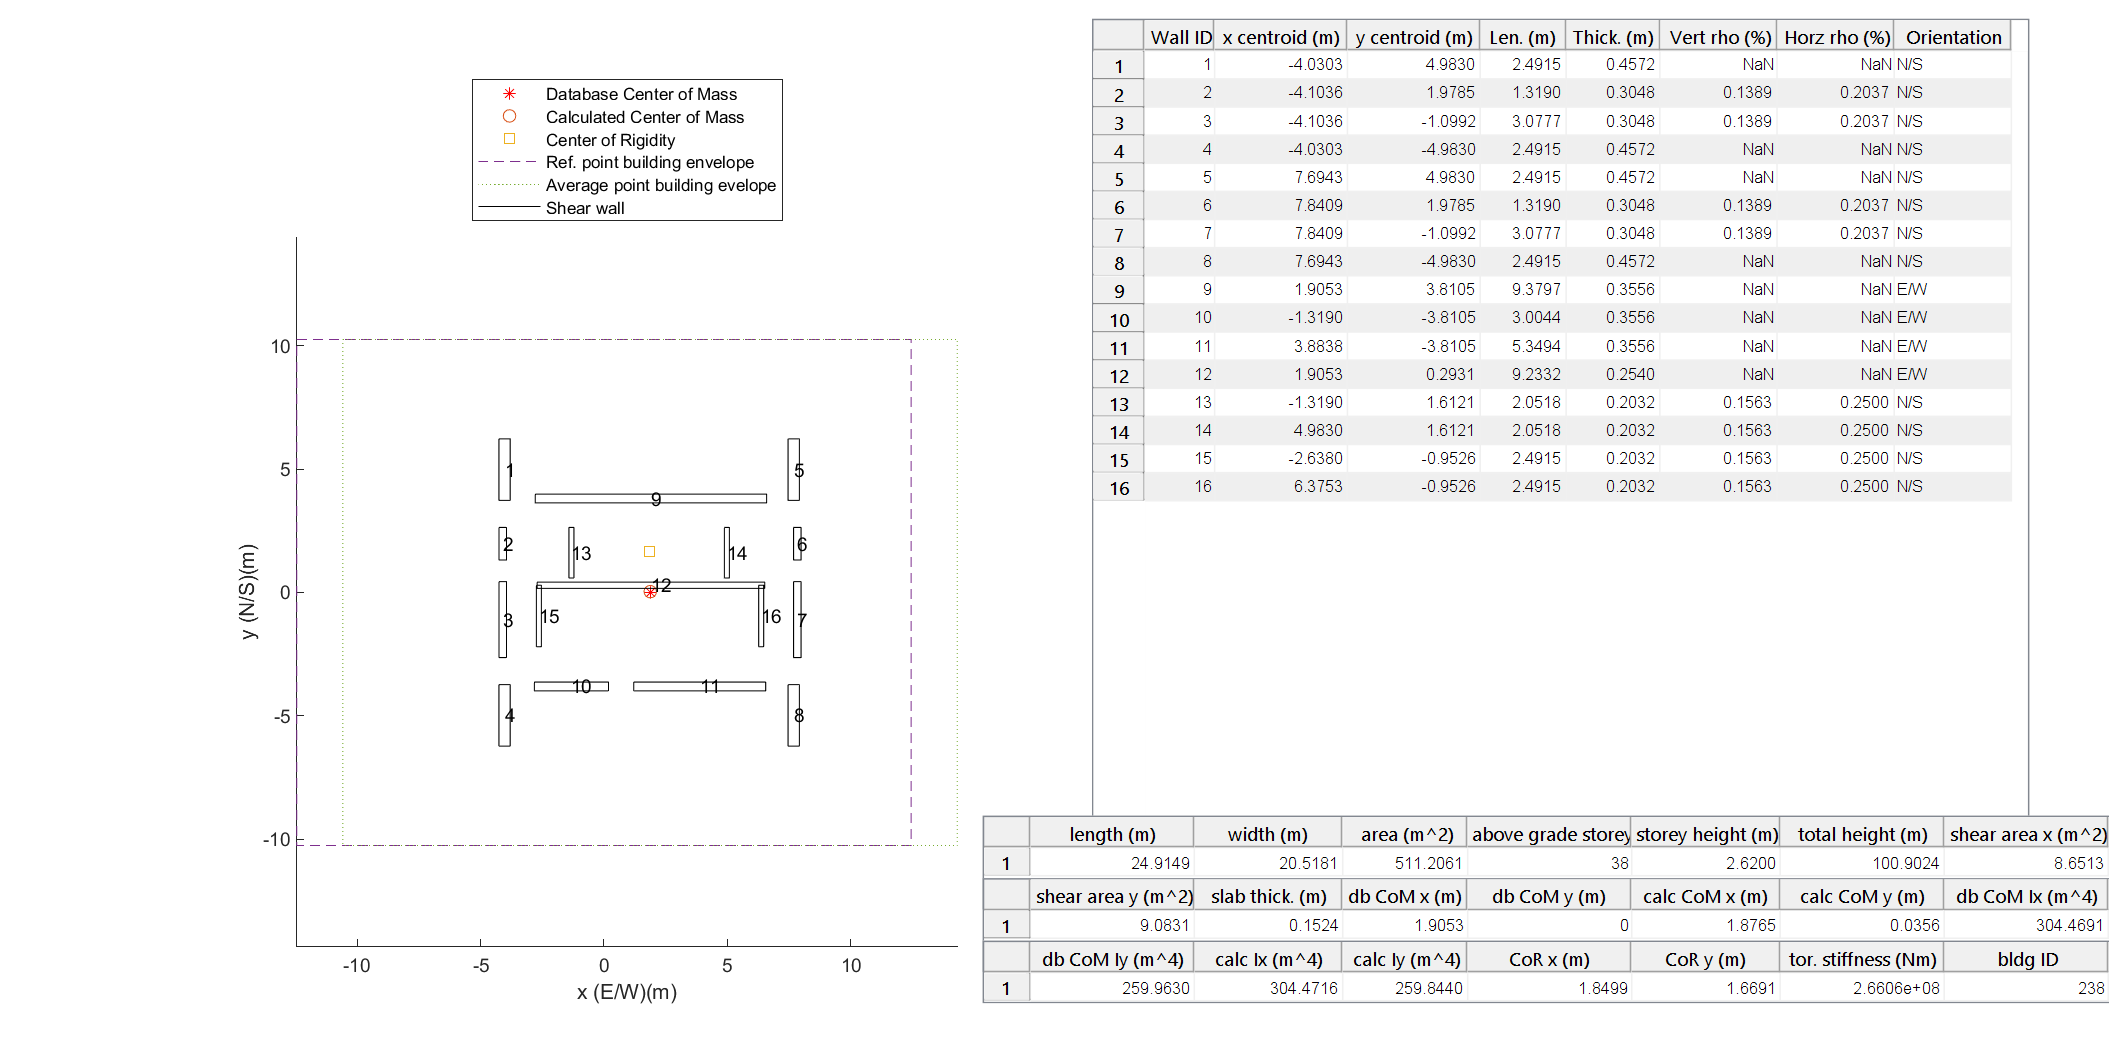 Database Center of Mass
Calculated Center of Mass
Center of Rigidity
Ref. point building envelope
Average point building evelope
Shear wall
10
5
0
-5
-10
y (N/S)(m)
1
5
9
2
13
14
6
12
3
15
16
7
10
11
4
8
-10
-5
0
5
10
x (E/W)(m)
Wall ID x centroid (m) y centroid (m) Len. (m) Thick. (m) Vert rho (%) Horz rho (%) Orientation
1 1 -4.0303 4.9830 2.4915 0.4572 NaN NaN N/S
2 2 -4.1036 1.9785 1.3190 0.3048 0.1389 0.2037 N/S
3 3 -4.1036 -1.0992 3.0777 0.3048 0.1389 0.2037 N/S
4 4 -4.0303 -4.9830 2.4915 0.4572 NaN NaN N/S
5 5 7.6943 4.9830 2.4915 0.4572 NaN NaN N/S
6 6 7.8409 1.9785 1.3190 0.3048 0.1389 0.2037 N/S
7 7 7.8409 -1.0992 3.0777 0.3048 0.1389 0.2037 N/S
8 8 7.6943 -4.9830 2.4915 0.4572 NaN NaN N/S
9 9 1.9053 3.8105 9.3797 0.3556 NaN NaN E/W
10 10 -1.3190 -3.8105 3.0044 0.3556 NaN NaN E/W
11 11 3.8838 -3.8105 5.3494 0.3556 NaN NaN E/W
12 12 1.9053 0.2931 9.2332 0.2540 NaN NaN E/W
13 13 -1.3190 1.6121 2.0518 0.2032 0.1563 0.2500 N/S
14 14 4.9830 1.6121 2.0518 0.2032 0.1563 0.2500 N/S
15 15 -2.6380 -0.9526 2.4915 0.2032 0.1563 0.2500 N/S
16 16 6.3753 -0.9526 2.4915 0.2032 0.1563 0.2500 N/S
length (m) width (m) area (m^2) above grade storey storey height (m) total height (m) shear area x (m^2)
1 24.9149 20.5181 511.2061 38 2.6200 100.9024 8.6513
shear area y (m^2) slab thick. (m) db CoM x (m) db CoM y (m) calc CoM x (m) calc CoM y (m) db CoM Ix (m^4)
1 9.0831 0.1524 1.9053 0 1.8765 0.0356 304.4691
db CoM Iy (m^4) calc Ix (m^4) calc Iy (m^4) CoR x (m) CoR y (m) tor. stiffness (Nm) bldg ID
1 259.9630 304.4716 259.8440 1.8499 1.6691 2.6606e+08 238